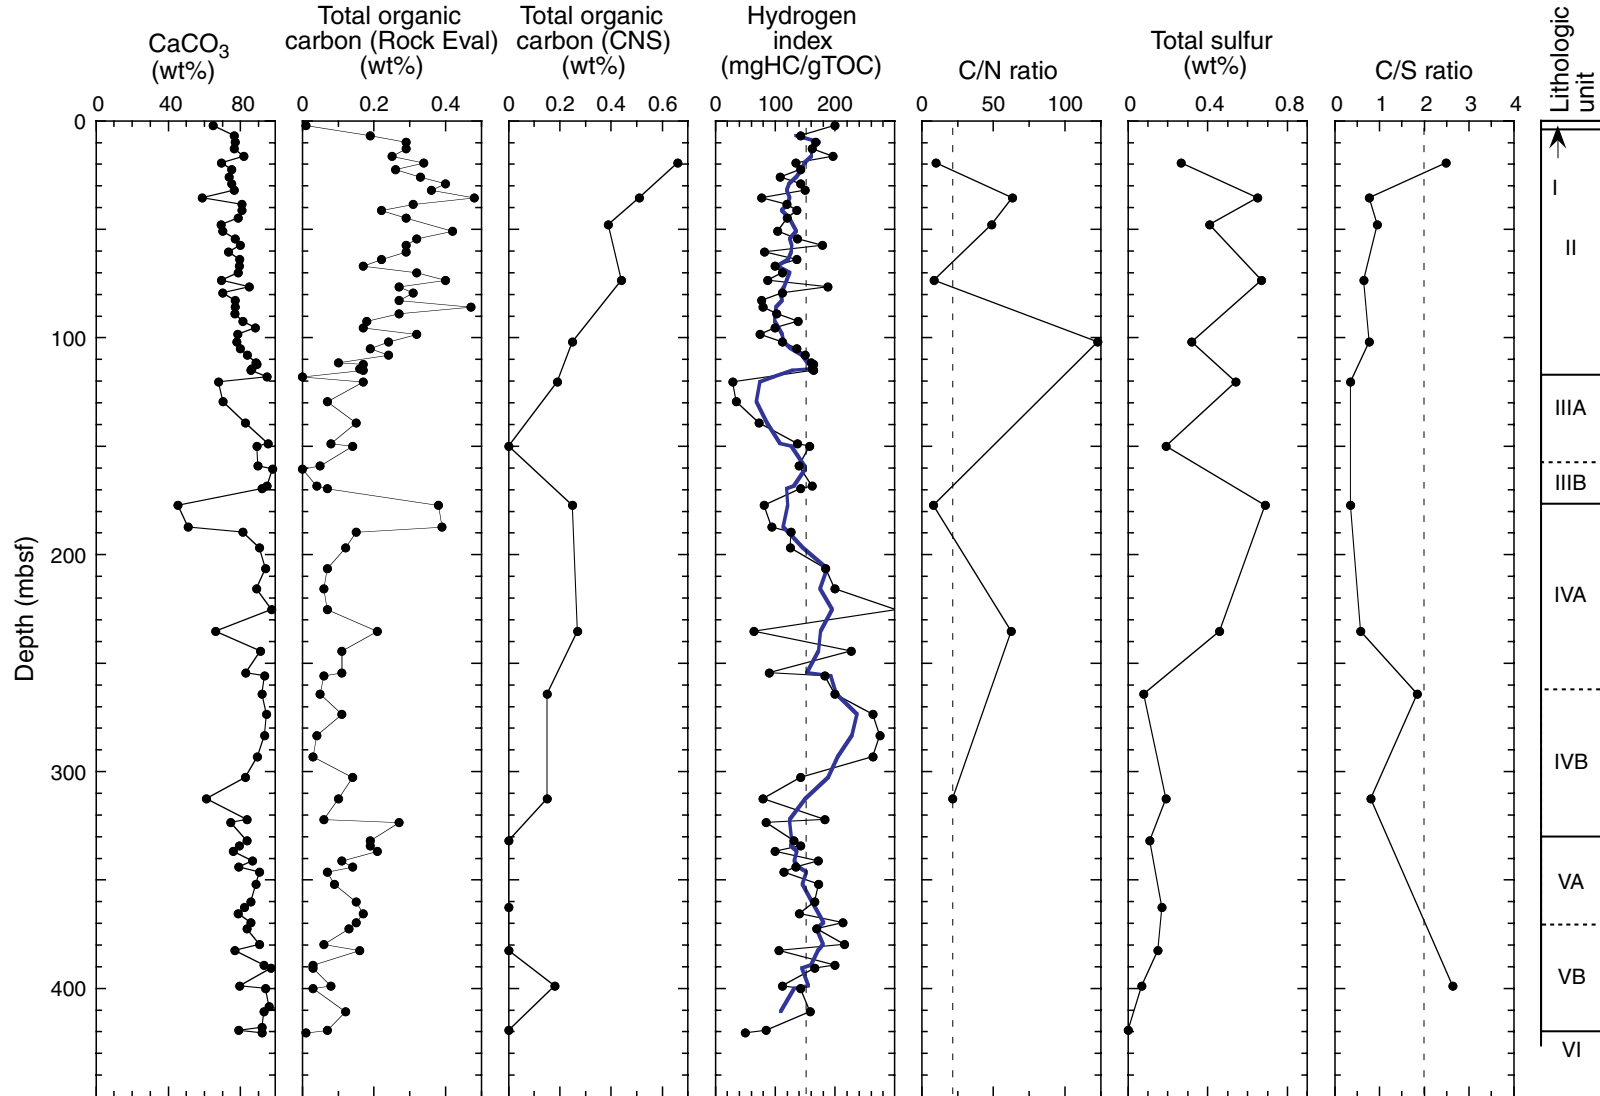 CaCO3
(wt%)
Total organic
carbon (Rock Eval)
(wt%)
Total organic
carbon (CNS)
(wt%)
Hydrogen
index
(mgHC/gTOC)
C/N ratio
Total sulfur
(wt%)
C/S ratio
Lithologic
unit
0 40 80
0 0.2 0.4
0 0.2 0.4 0.6
0 100 200
0 50 100
0 0.4 0.8
0 1 2 3 4
Depth (mbsf)
0
100
200
300
400
I
II
IIIA
IIIB
IVA
IVB
VA
VB
VI